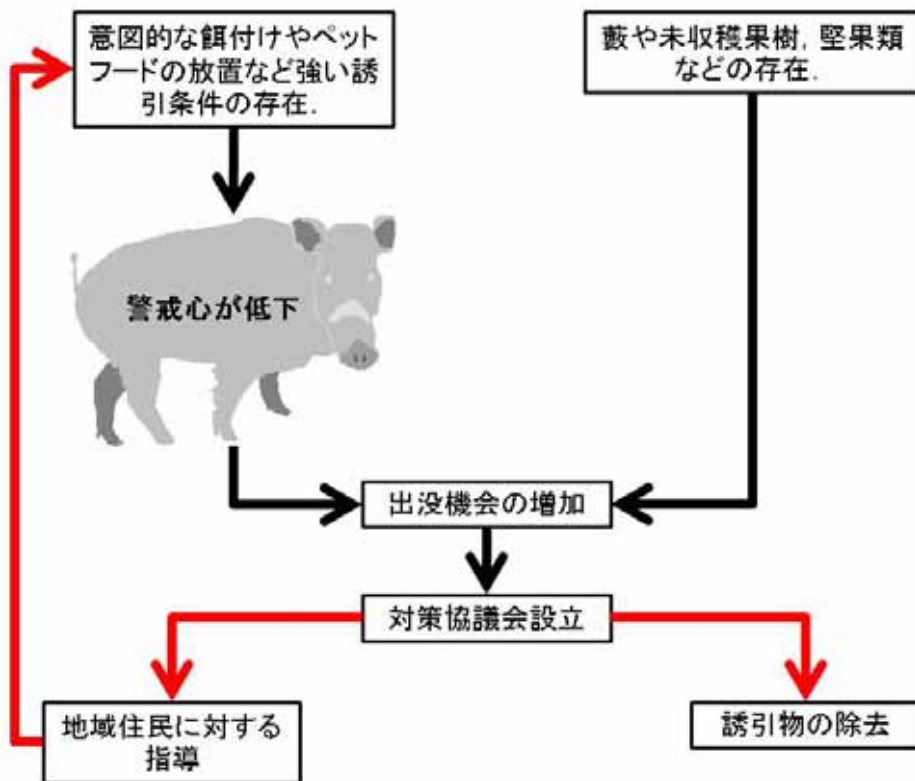 意図的な餌付けやペット
フードの放置など強い誘
引条件の存在.
藪や未収穫果樹，堅果類
などの存在.
警戒心が低下
出没機会の増加
対策協議会設立
地域住民に対する
指導
誘引物の除去